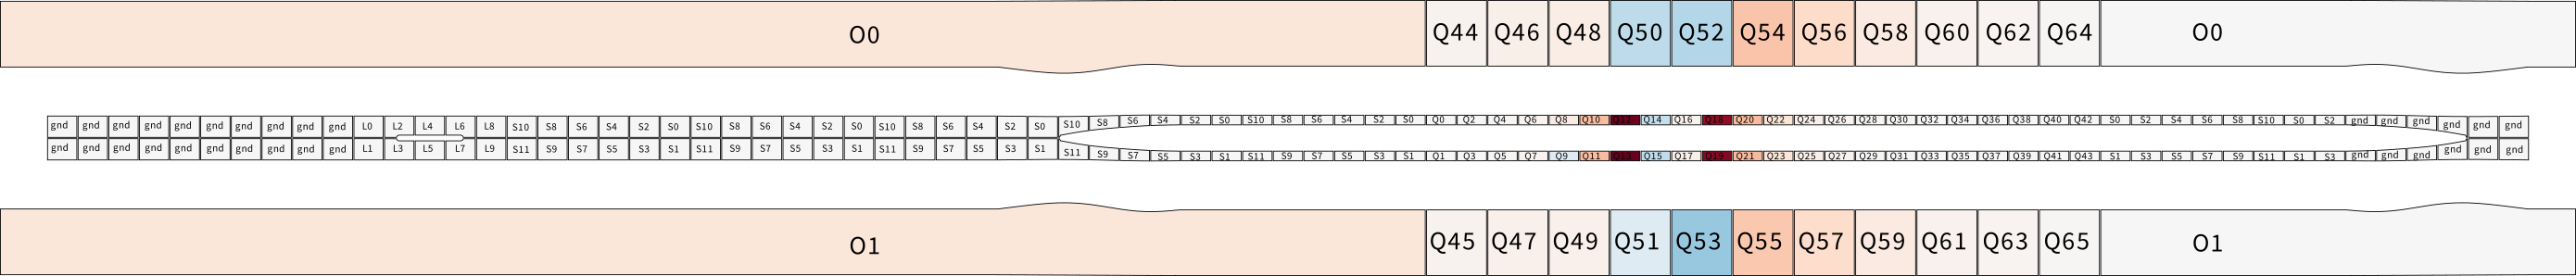 O0 Q44 Q46 Q48 Q50 Q52 Q54 Q56 Q58 Q60 Q62 Q64 O0
gnd gnd gnd gnd gnd gnd gnd gnd gnd gnd L0 L2 L4 L6 L8 S10 S8 S6 S4 S2 S0 S10 S8 S6 S4 S2 S0 S10 S8 S6 S4 S2 S0 S10 S8 S6 S4 S2 S0 S10 S8 S6 S4 S2 S0 Q0 Q2 Q4 Q6 Q8 Q10 Q12 Q14 Q16 Q18 Q20 Q22 Q24 Q26 Q28 Q30 Q32 Q34 Q36 Q38 Q40 Q42 S0 S2 S4 S6 S8 S10 S0 S2 gnd gnd gnd gnd gnd gnd
gnd gnd gnd gnd gnd gnd gnd gnd gnd gnd L1 L3 L5 L7 L9 S11 S9 S7 S5 S3 S1 S11 S9 S7 S5 S3 S1 S11 S9 S7 S5 S3 S1 S11 S9 S7 S5 S3 S1 S11 S9 S7 S5 S3 S1 Q1 Q3 Q5 Q7 Q9 Q11 Q13 Q15 Q17 Q19 Q21 Q23 Q25 Q27 Q29 Q31 Q33 Q35 Q37 Q39 Q41 Q43 S1 S3 S5 S7 S9 S11 S1 S3 gnd gnd gnd gnd gnd gnd
O1 Q45 Q47 Q49 Q51 Q53 Q55 Q57 Q59 Q61 Q63 Q65 O1